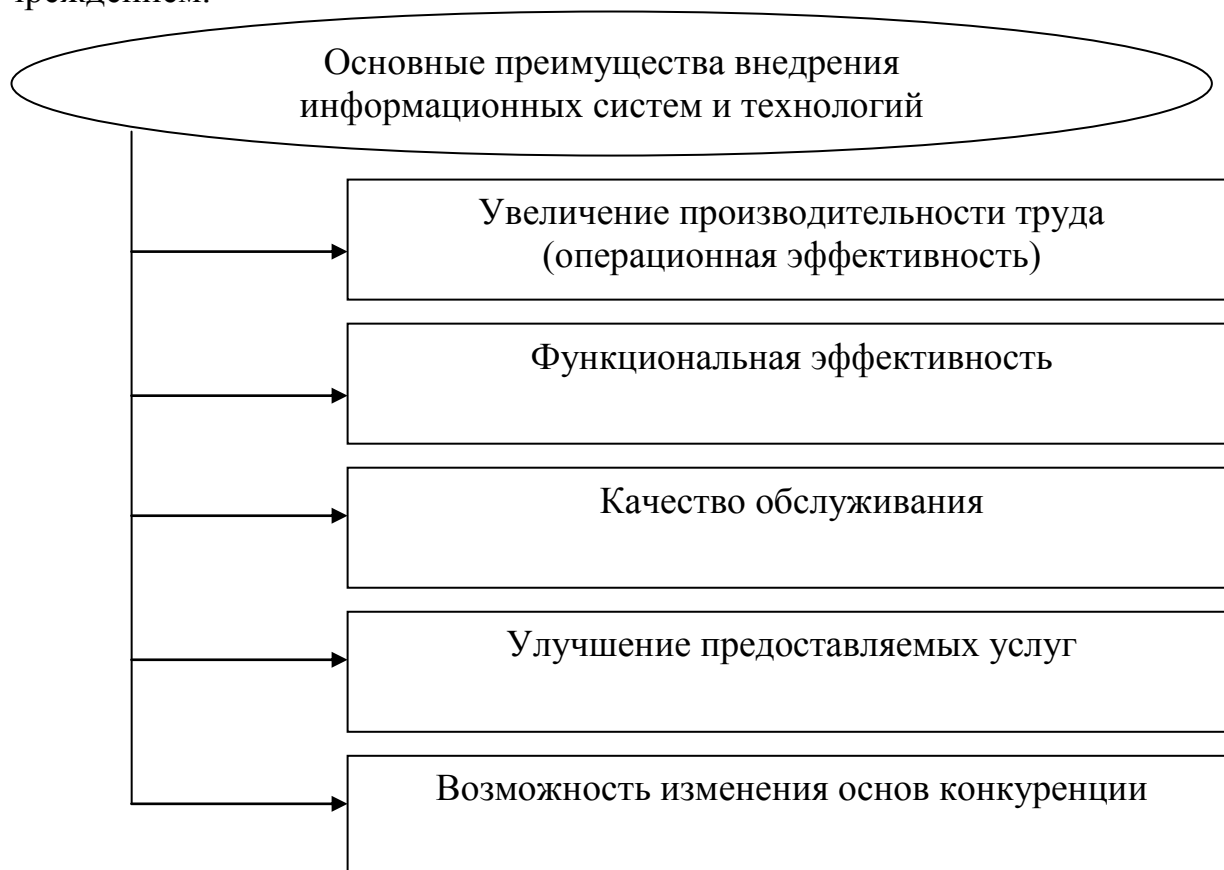 Основные преимущества внедрения
информационных систем и технологий
Увеличение производительности труда
(операционная эффективность)
Функциональная эффективность
Качество обслуживания
Улучшение предоставляемых услуг
Возможность изменения основ конкуренции